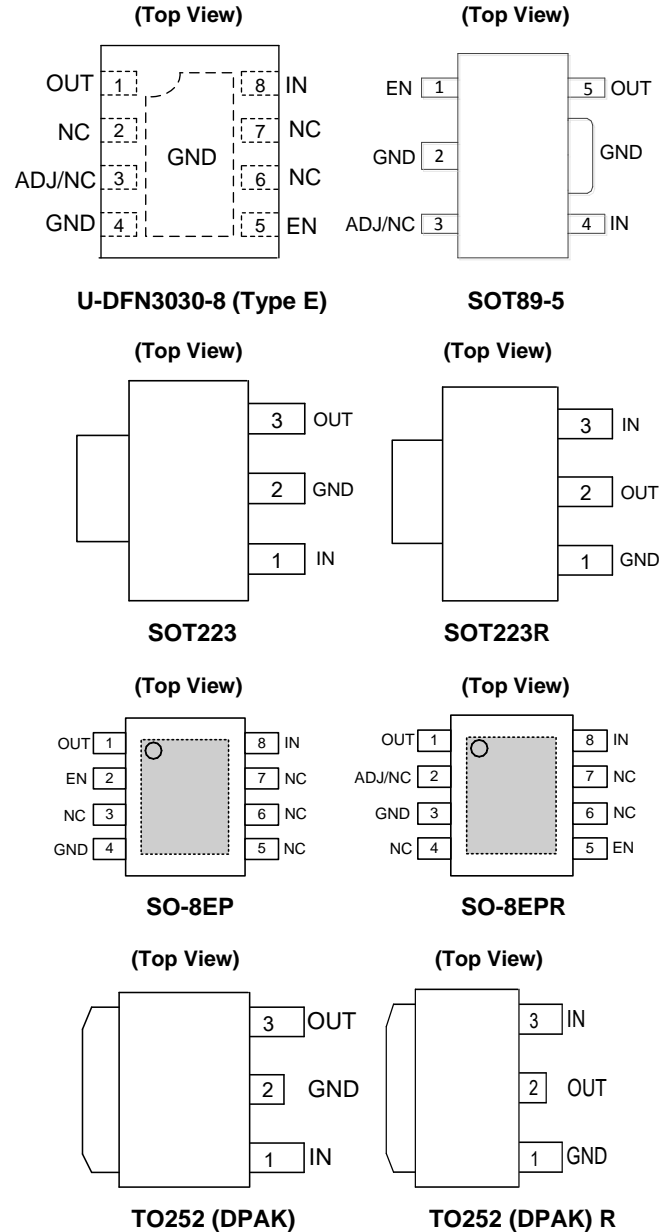 (Top View) (Top View)
OUT 1 8 IN
NC 2 7 NC
GND
ADJ/NC 3 6 NC
GND 4 5 EN
U-DFN3030-8 (Type E)
EN 1 5 OUT
GND 2 GND
ADJ/NC 3 4 IN
SOT89-5
(Top View) (Top View)
3 OUT
2 GND
1 IN
SOT223
3 IN
2 OUT
1 GND
SOT223R
(Top View) (Top View)
OUT 1 8 IN
EN 2 7 NC
NC 3 6 NC
GND 4 5 NC
SO-8EP
OUT 1 8 IN
ADJ/NC 2 7 NC
GND 3 6 NC
NC 4 5 EN
SO-8EPR
(Top View) (Top View)
3 OUT
2 GND
1 IN
TO252 (DPAK)
3 IN
2 OUT
1 GND
TO252 (DPAK) R